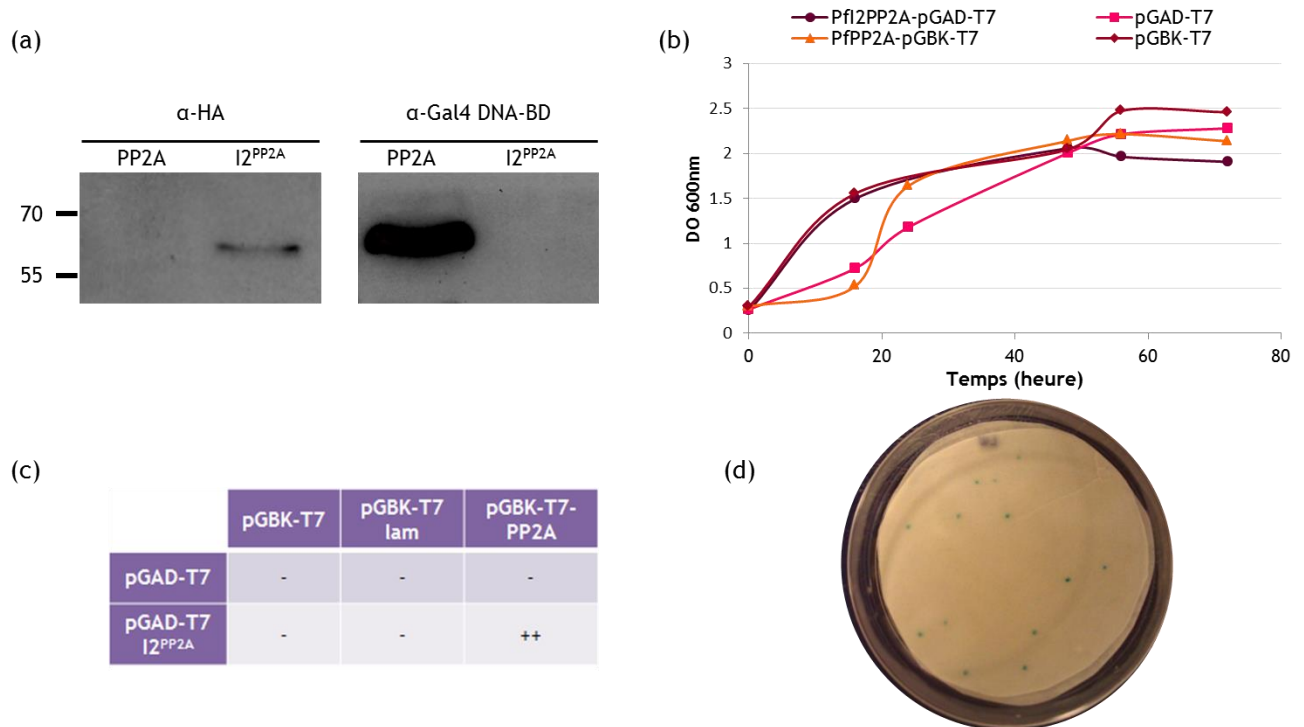 (a)
α-HA
α-Gal4 DNA-BD
PP2A
I2PP2A
PP2A
I2PP2A
70
55
(b)
PfI2PP2A-pGAD-T7
pGAD-T7
PfPP2A-pGBK-T7
pGBK-T7
DO 600nm
3
2.5
2
1.5
1
0.5
0
0
20
40
60
80
Temps (heure)
(c)
pGBK-T7
pGBK-T7
lam
pGBK-T7-
PP2A
pGAD-T7
-
-
-
pGAD-T7
I2PP2A
-
-
++
(d)